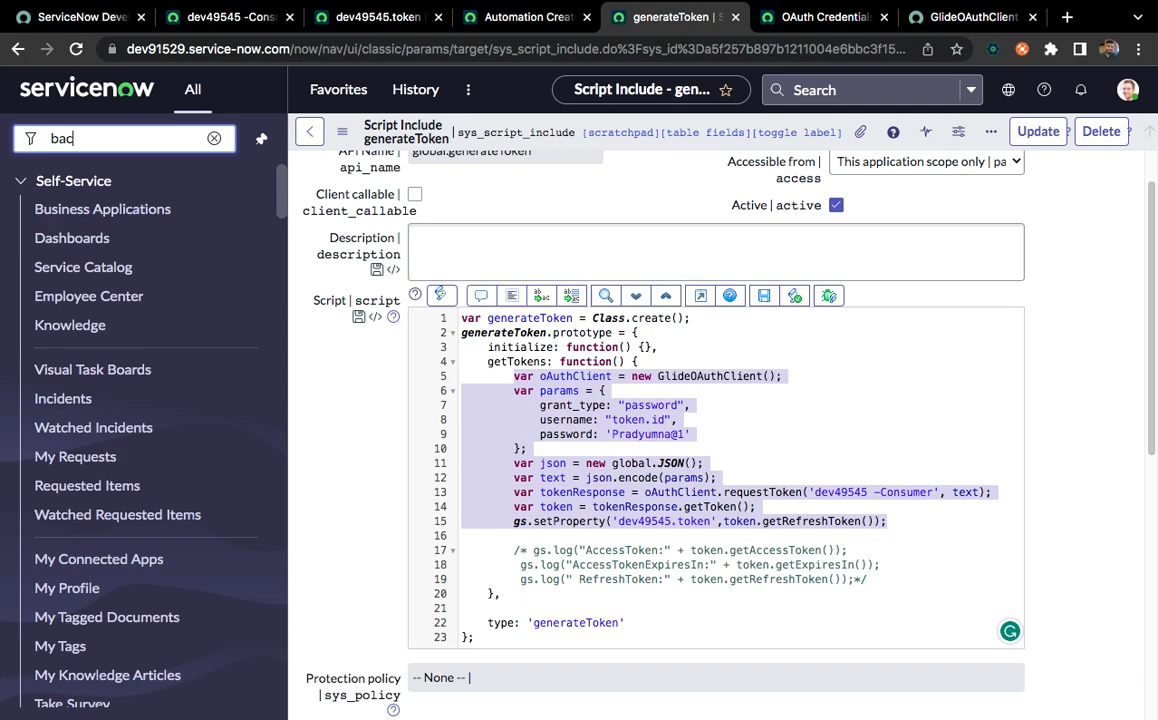 ServiceNow Deve
dev49545 -Cons
dev49545.token |
Automation Crea
generateToken | S
OAuth Credentials
GlideOAuthClient
dev91529.service-now.com/now/nav/ui/classic/params/target/sys_script_include.do%3Fsys_id%3Da5f257b897b1211004e6bbc3f15...
servicenow
All
Favorites
History
Script Include - gen...
Search
bac
Script Include
generateToken
sys_script_include [scratchpad][table fields][toggle label]
Update
Delete
Self-Service
Business Applications
Dashboards
Service Catalog
Employee Center
Knowledge
Visual Task Boards
Incidents
Watched Incidents
My Requests
Requested Items
Watched Requested Items
My Connected Apps
My Profile
My Tagged Documents
My Tags
My Knowledge Articles
Take Survey
API Name |
api_name
global.generateToken
Accessible from |
access
This application scope only | pa
Client callable |
client_callable
Active | active
Description |
description
Script | script
1 var generateToken = Class.create();
2 generateToken.prototype = {
3 initialize: function() {},
4 getTokens: function() {
5 var oAuthClient = new GlideOAuthClient();
6 var params = {
7 grant_type: "password",
8 username: "token.id",
9 password: 'Pradyumna@1'
10 };
11 var json = new global.JSON();
12 var text = json.encode(params);
13 var tokenResponse = oAuthClient.requestToken('dev49545 -Consumer', text);
14 var token = tokenResponse.getToken();
15 gs.setProperty('dev49545.token',token.getRefreshToken());
16
17 /* gs.log("AccessToken:" + token.getAccessToken());
18 gs.log("AccessTokenExpiresIn:" + token.getExpiresIn());
19 gs.log(" RefreshToken:" + token.getRefreshToken());*/
20 },
21
22 type: 'generateToken'
23 };
Protection policy
|sys_policy
-- None -- |